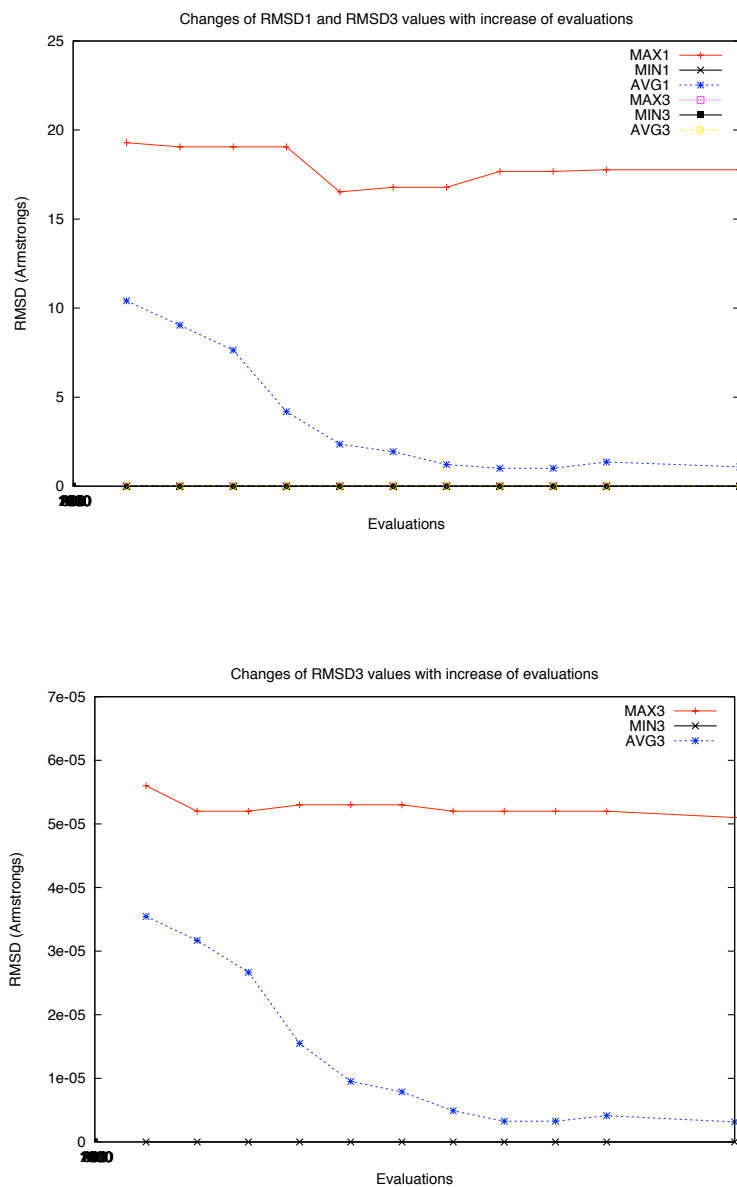 Changes of RMSD1 and RMSD3 values with increase of evaluations
25
20
15
10
5
0
RMSD (Armstrongs)
MAX1
MIN1
AVG1
MAX3
MIN3
AVG3
Evaluations
Changes of RMSD3 values with increase of evaluations
7e-05
6e-05
5e-05
4e-05
3e-05
2e-05
1e-05
0
RMSD (Armstrongs)
MAX3
MIN3
AVG3
Evaluations